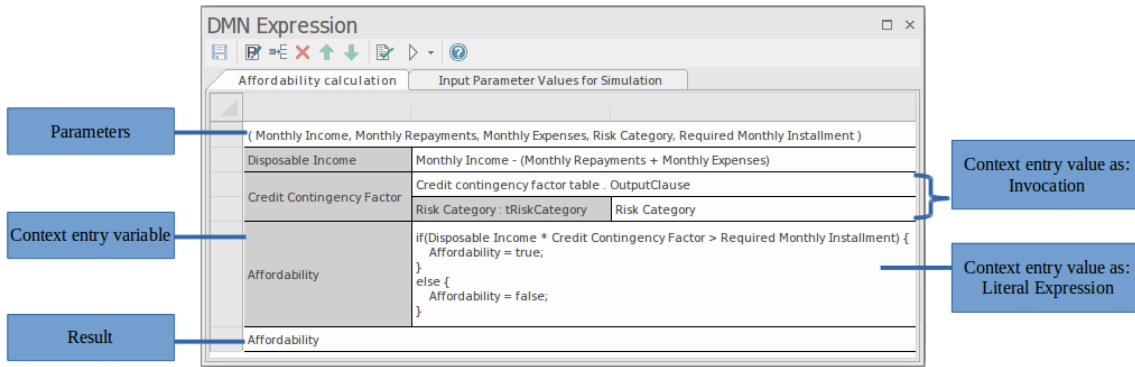 DMN Expression
Affordability calculation
Input Parameter Values for Simulation
Parameters
( Monthly Income, Monthly Repayments, Monthly Expenses, Risk Category, Required Monthly Installment )
Disposable Income
Monthly Income - (Monthly Repayments + Monthly Expenses)
Credit Contingency Factor
Credit contingency factor table . OutputClause
Risk Category : tRiskCategory
Risk Category
Context entry value as:
Invocation
Context entry variable
Affordability
if(Disposable Income * Credit Contingency Factor > Required Monthly Installment) {
Affordability = true;
}
else {
Affordability = false;
}
Context entry value as:
Literal Expression
Result
Affordability